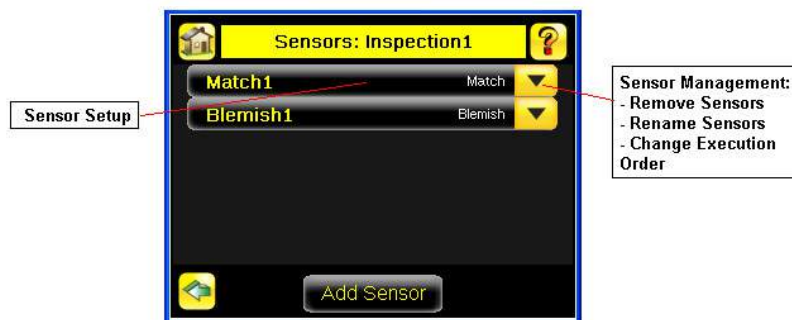 Sensors: Inspection1
?
Match1 Match
Sensor Setup
Blemish1 Blemish
Sensor Management:
- Remove Sensors
- Rename Sensors
- Change Execution
Order
Add Sensor